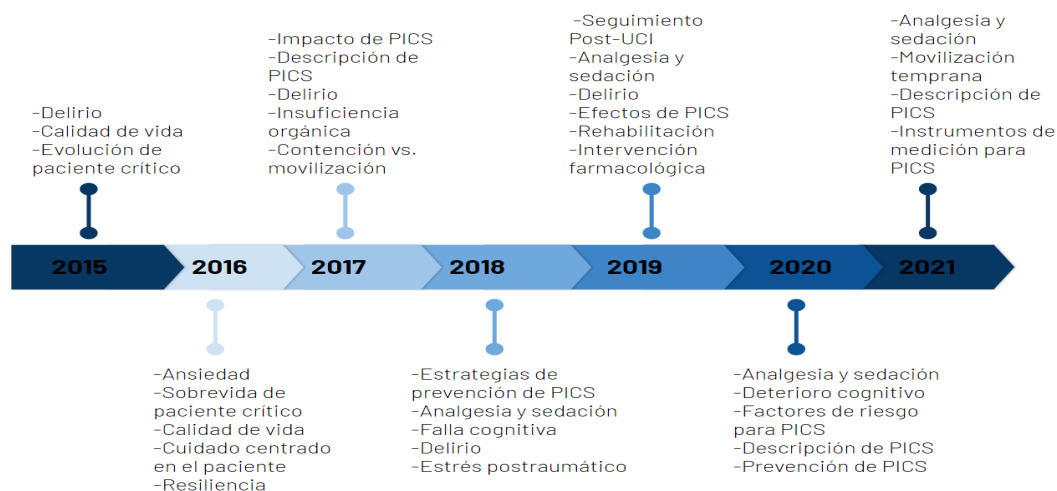 -Delirio
-Calidad de vida
-Evolución de
paciente crítico
-Impacto de PICS
-Descripción de
PICS
-Delirio
-Insuficiencia
orgánica
-Contención vs.
movilización
-Seguimiento
Post-UCI
-Analgesia y
sedación
-Delirio
-Efectos de PICS
-Rehabilitación
-Intervención
farmacológica
-Analgesia y
sedación
-Movilización
temprana
-Descripción de
PICS
-Instrumentos de
medición para
PICS
2015
2016
2017
2018
2019
2020
2021
-Ansiedad
-Sobrevida de
paciente crítico
-Calidad de vida
-Cuidado centrado
en el paciente
-Resiliencia
-Estrategias de
prevención de PICS
-Analgesia y sedación
-Falla cognitiva
-Delirio
-Estrés postraumático
-Analgesia y sedación
-Deterioro cognitivo
-Factores de riesgo
para PICS
-Descripción de PICS
-Prevención de PICS